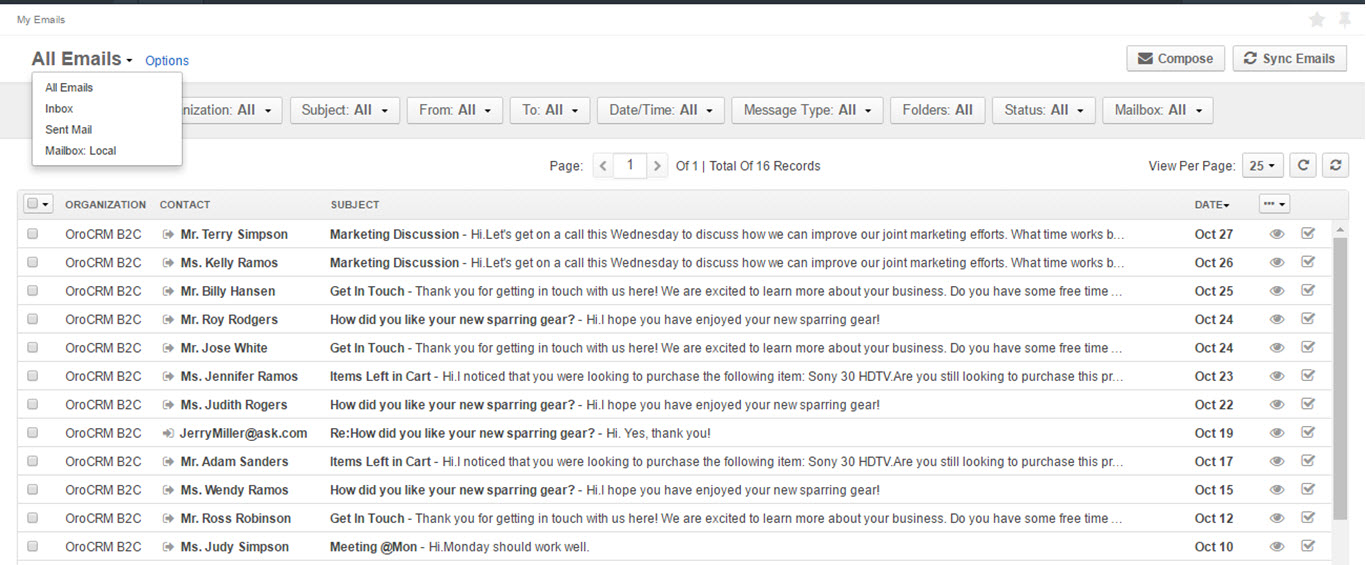 My Emails
All Emails Options Compose Sync Emails
All Emails
Inbox
Sent Mail
Mailbox: Local
All Subject: All From: All To: All Date/Time: All Message Type: All Folders: All Status: All Mailbox: All
Page: 1 Of 1 | Total Of 16 Records View Per Page: 25
ORGANIZATION CONTACT SUBJECT DATE
OroCRM B2C Mr. Terry Simpson Marketing Discussion - Hi.Let's get on a call this Wednesday to discuss how we can improve our joint marketing efforts. What time works b... Oct 27
OroCRM B2C Ms. Kelly Ramos Marketing Discussion - Hi.Let's get on a call this Wednesday to discuss how we can improve our joint marketing efforts. What time works b... Oct 26
OroCRM B2C Mr. Billy Hansen Get In Touch - Thank you for getting in touch with us here! We are excited to learn more about your business. Do you have some free time ... Oct 25
OroCRM B2C Mr. Roy Rodgers How did you like your new sparring gear? - Hi.I hope you have enjoyed your new sparring gear! Oct 24
OroCRM B2C Mr. Jose White Get In Touch - Thank you for getting in touch with us here! We are excited to learn more about your business. Do you have some free time ... Oct 24
OroCRM B2C Ms. Jennifer Ramos Items Left in Cart - Hi.I noticed that you were looking to purchase the following item: Sony 30 HDTV.Are you still looking to purchase this pr... Oct 23
OroCRM B2C Ms. Judith Rogers How did you like your new sparring gear? - Hi.I hope you have enjoyed your new sparring gear! Oct 22
OroCRM B2C JerryMiller@ask.com Re:How did you like your new sparring gear? - Hi. Yes, thank you! Oct 19
OroCRM B2C Mr. Adam Sanders Items Left in Cart - Hi.I noticed that you were looking to purchase the following item: Sony 30 HDTV.Are you still looking to purchase this pr... Oct 17
OroCRM B2C Ms. Wendy Ramos How did you like your new sparring gear? - Hi.I hope you have enjoyed your new sparring gear! Oct 15
OroCRM B2C Mr. Ross Robinson Get In Touch - Thank you for getting in touch with us here! We are excited to learn more about your business. Do you have some free time ... Oct 12
OroCRM B2C Ms. Judy Simpson Meeting @Mon - Hi.Monday should work well. Oct 10